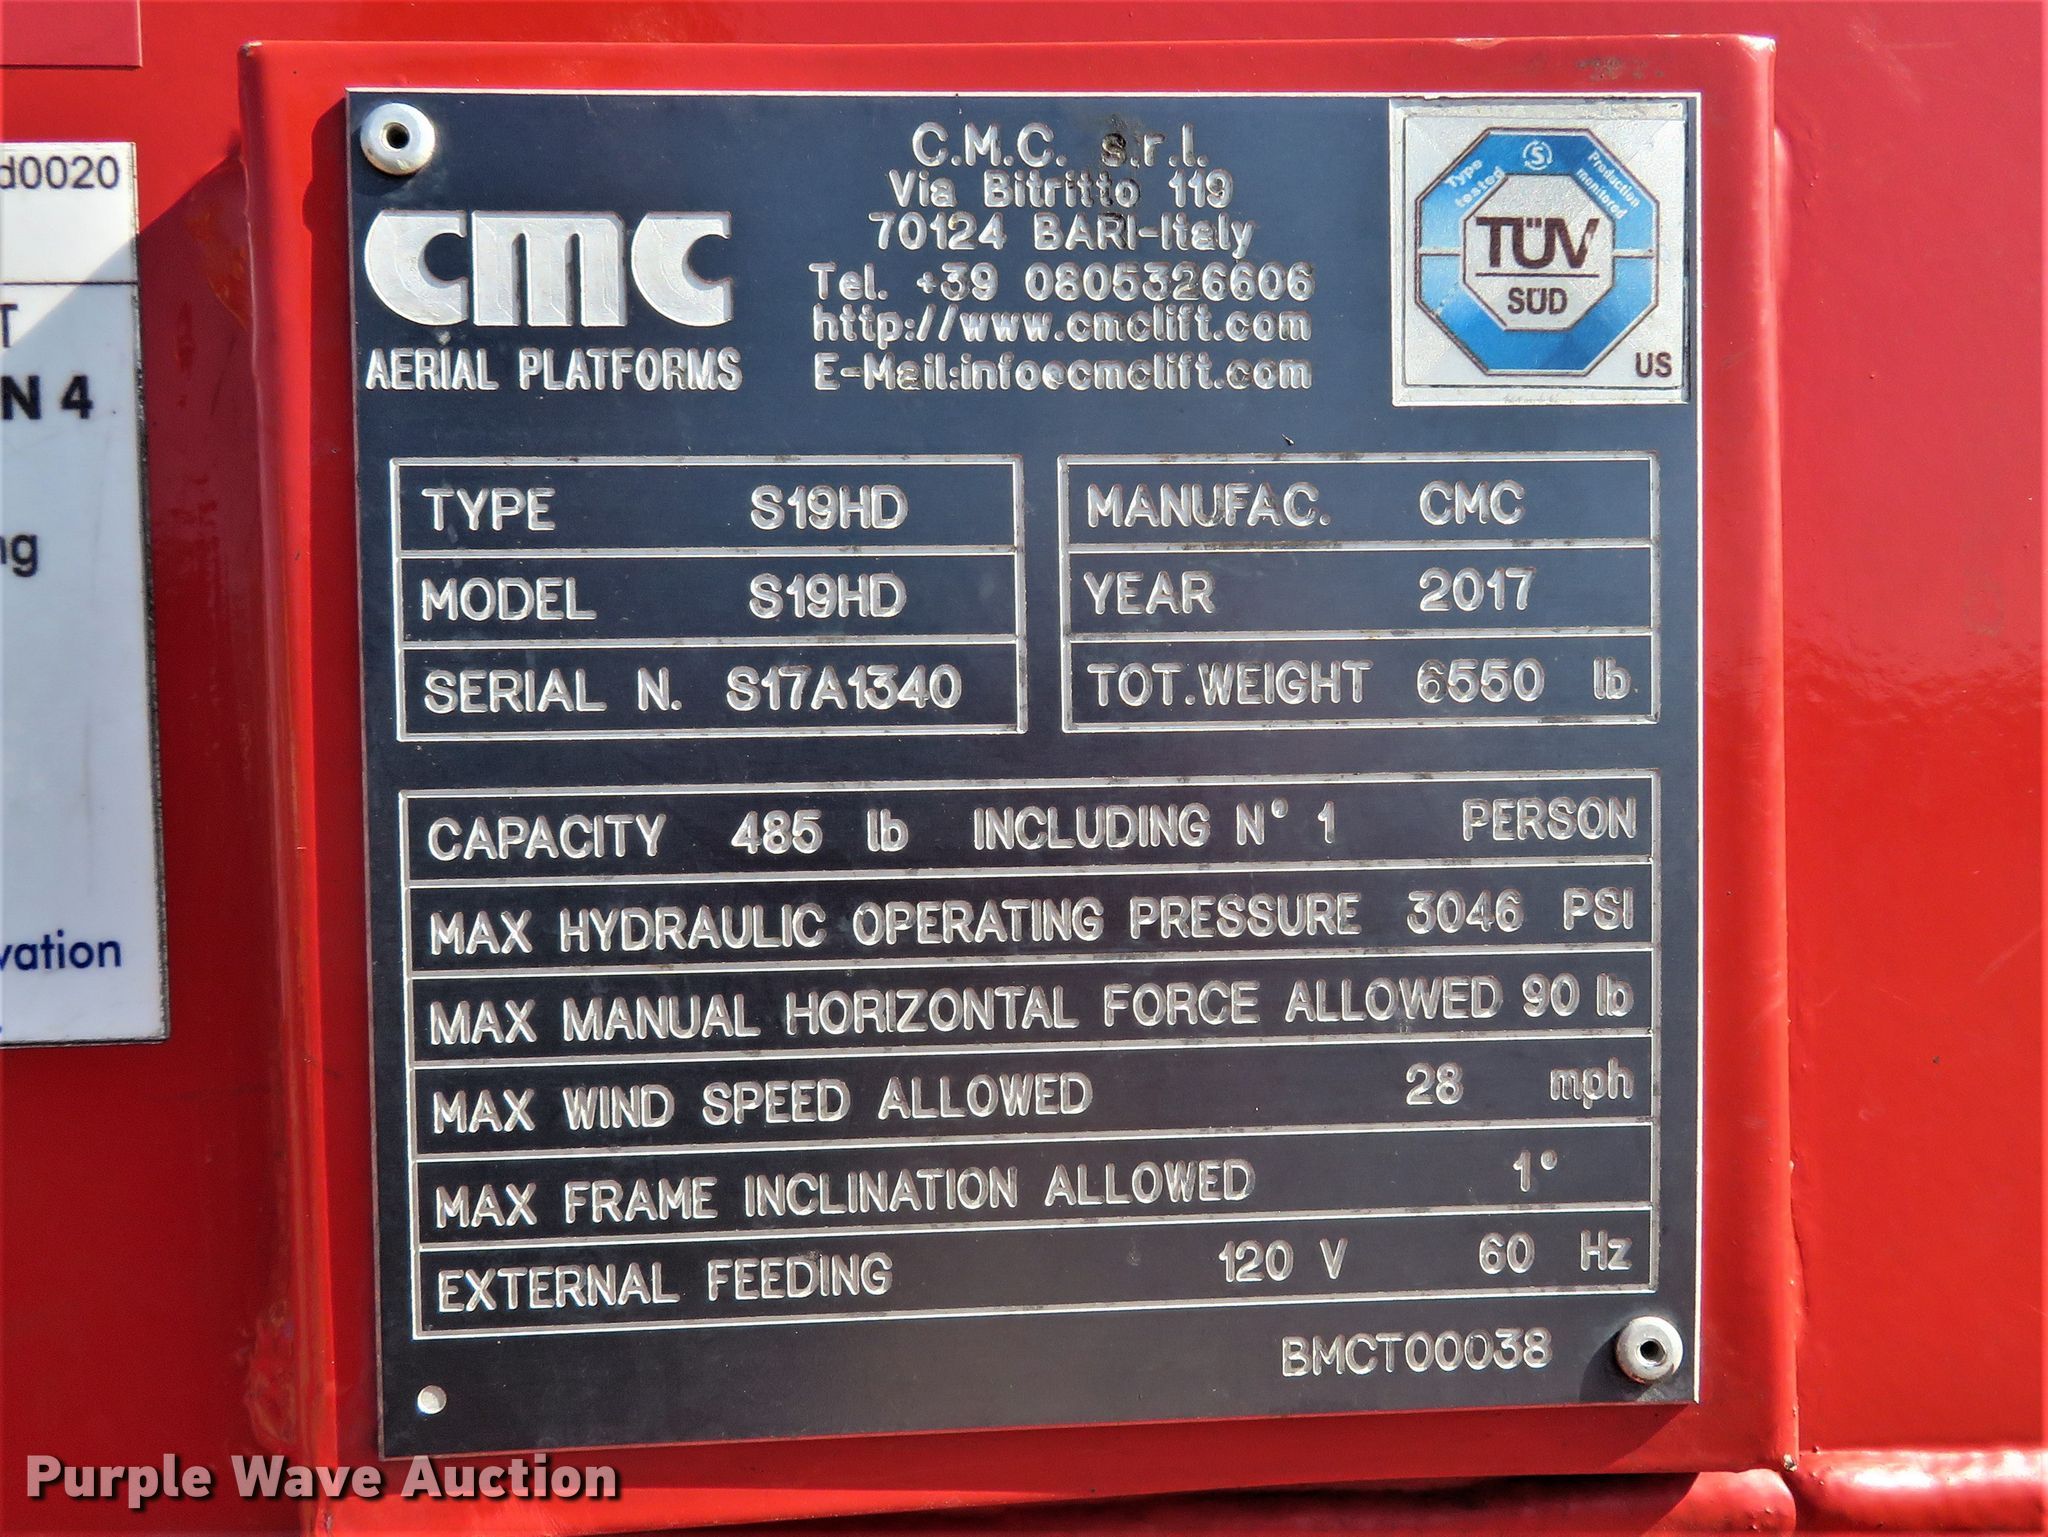 d0020
T
N 4
ng
vation
CMC
AERIAL PLATFORMS
C.M.C. s.r.l.
Via Bitritto 119
70124 BARI-Italy
Tel. +39 0805326606
http://www.cmclift.com
E-Mail:info@cmclift.com
Type tested
Production monitored
TÜV
SÜD
US
TYPE S19HD
MODEL S19HD
SERIAL N. S17A1340
MANUFAC. CMC
YEAR 2017
TOT.WEIGHT 6550 lb
CAPACITY 485 lb INCLUDING N° 1 PERSON
MAX HYDRAULIC OPERATING PRESSURE 3046 PSI
MAX MANUAL HORIZONTAL FORCE ALLOWED 90 lb
MAX WIND SPEED ALLOWED 28 mph
MAX FRAME INCLINATION ALLOWED 1°
EXTERNAL FEEDING 120 V 60 Hz
BMCT00038
Purple Wave Auction